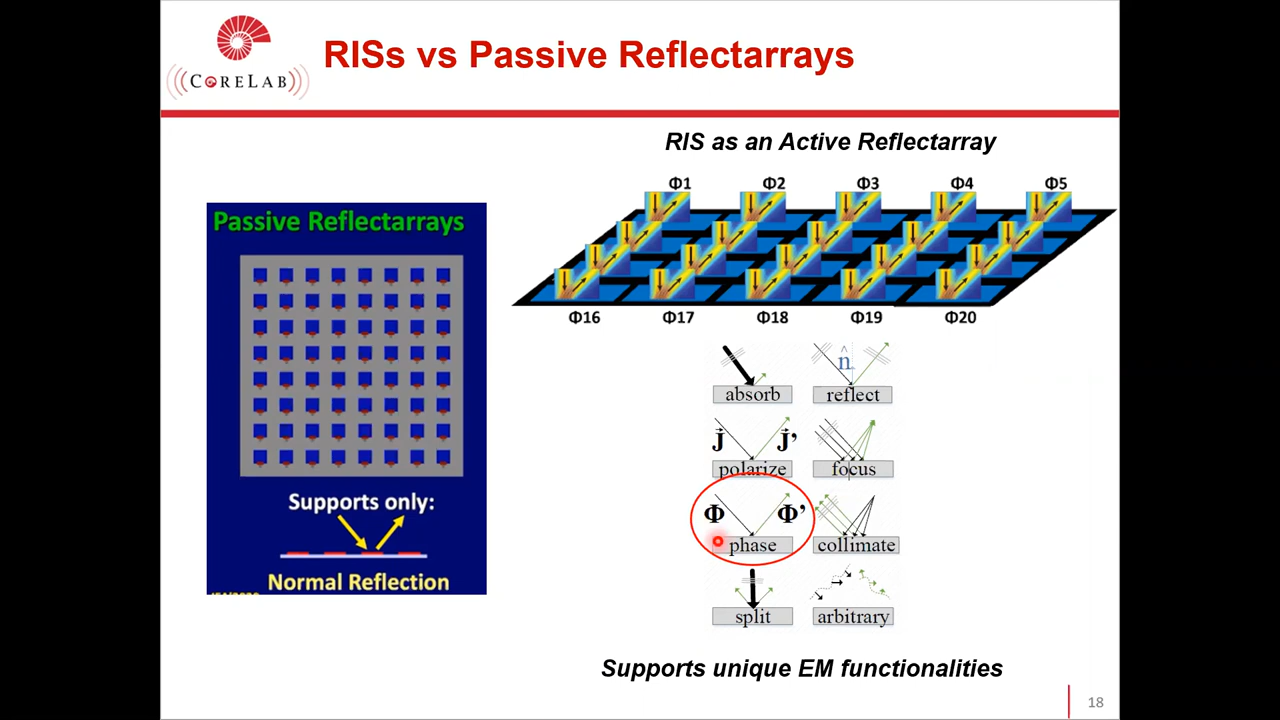 RISs vs Passive Reflectarrays
((CORELAB))
RIS as an Active Reflectarray
Φ1 Φ2 Φ3 Φ4 Φ5
Φ16 Φ17 Φ18 Φ19 Φ20
Passive Reflectarrays
Supports only:
Normal Reflection
n̂
absorb reflect
J⃗ J⃗’
polarize focus
Φ Φ’
phase collimate
split arbitrary
Supports unique EM functionalities
18